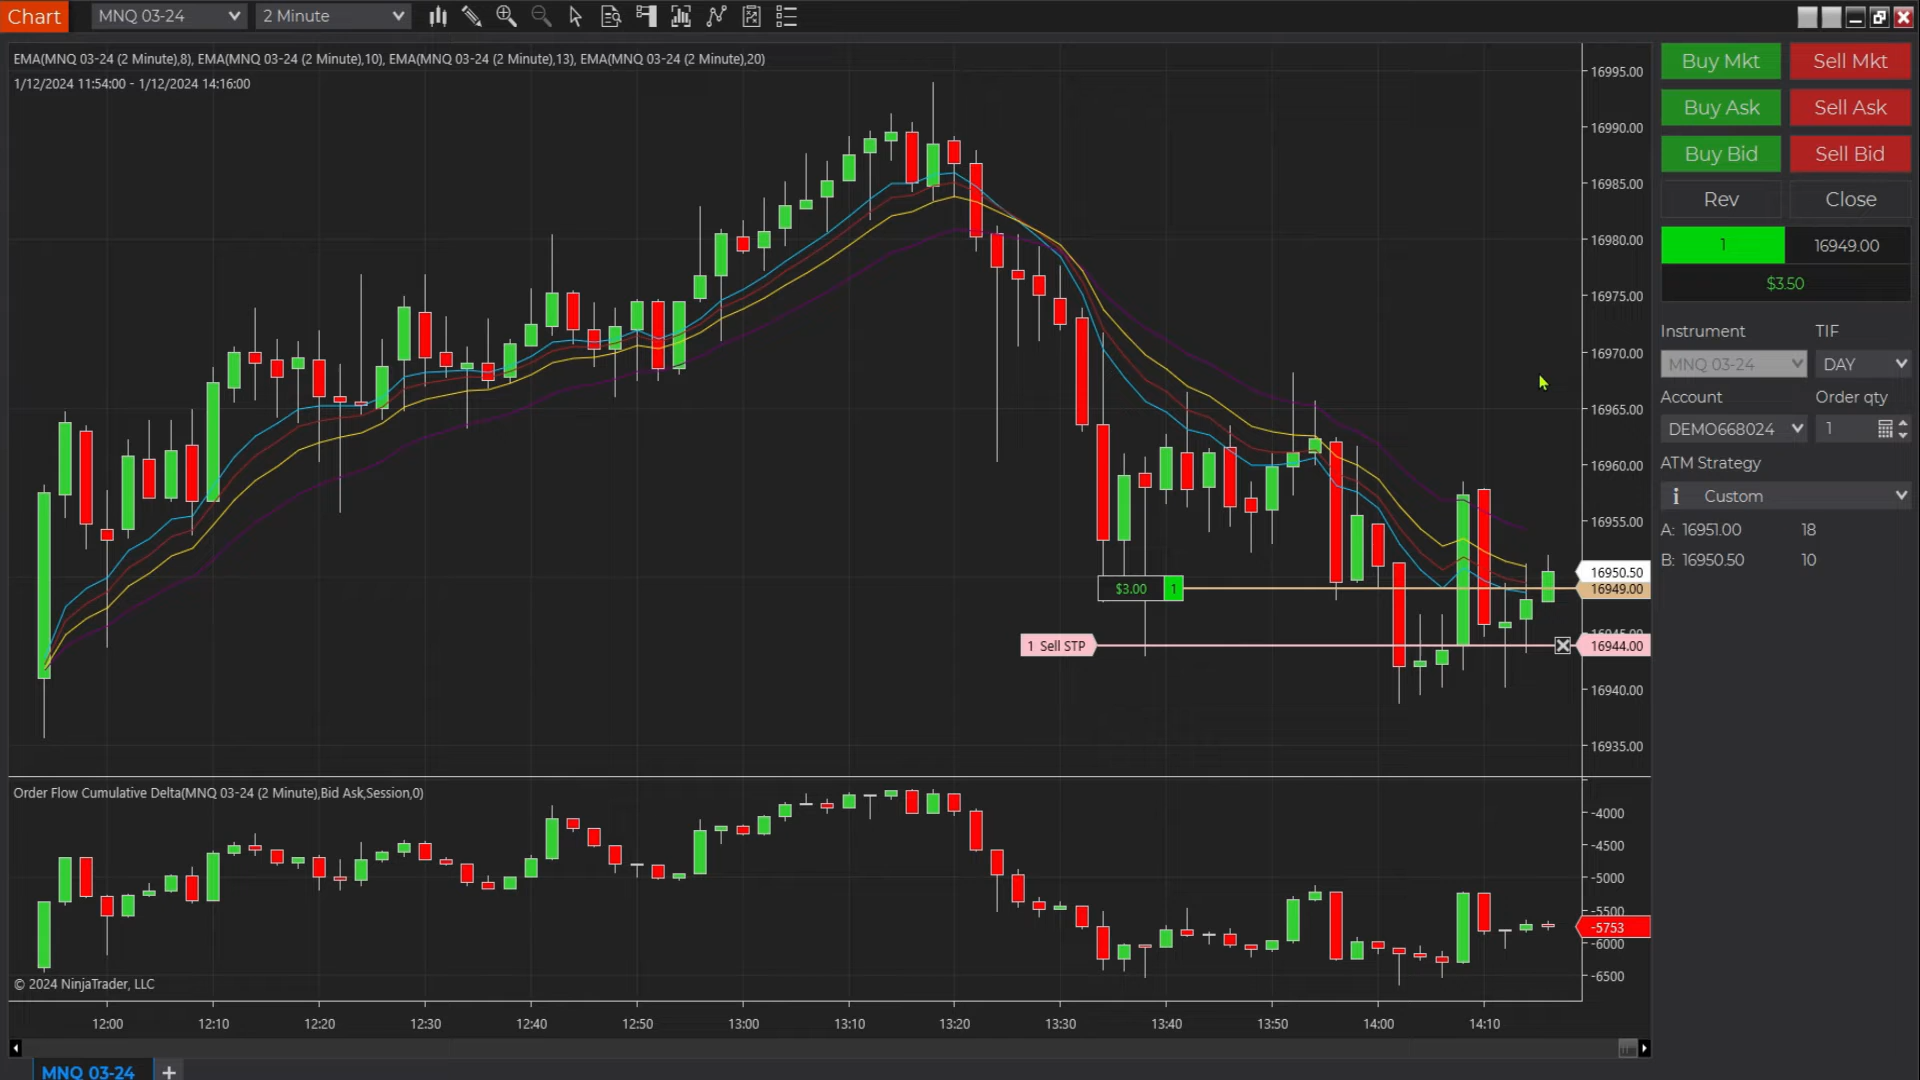 Chart MNQ 03-24 2 Minute
EMA(MNQ 03-24 (2 Minute),8), EMA(MNQ 03-24 (2 Minute),10), EMA(MNQ 03-24 (2 Minute),13), EMA(MNQ 03-24 (2 Minute),20)
1/12/2024 11:54:00 - 1/12/2024 14:16:00
16995.00
16990.00
16985.00
16980.00
16975.00
16970.00
16965.00
16960.00
16955.00
16950.50
16949.00
16945.00
16944.00
16940.00
16935.00
$3.00 1
1 Sell STP
Order Flow Cumulative Delta(MNQ 03-24 (2 Minute),Bid Ask,Session,0)
-4000
-4500
-5000
-5500
-5753
-6000
-6500
© 2024 NinjaTrader, LLC
12:00 12:10 12:20 12:30 12:40 12:50 13:00 13:10 13:20 13:30 13:40 13:50 14:00 14:10
MNQ 03-24 +
Buy Mkt Sell Mkt
Buy Ask Sell Ask
Buy Bid Sell Bid
Rev Close
1 16949.00
$3.50
Instrument TIF
MNQ 03-24 DAY
Account Order qty
DEMO668024 1
ATM Strategy
i Custom
A: 16951.00 18
B: 16950.50 10